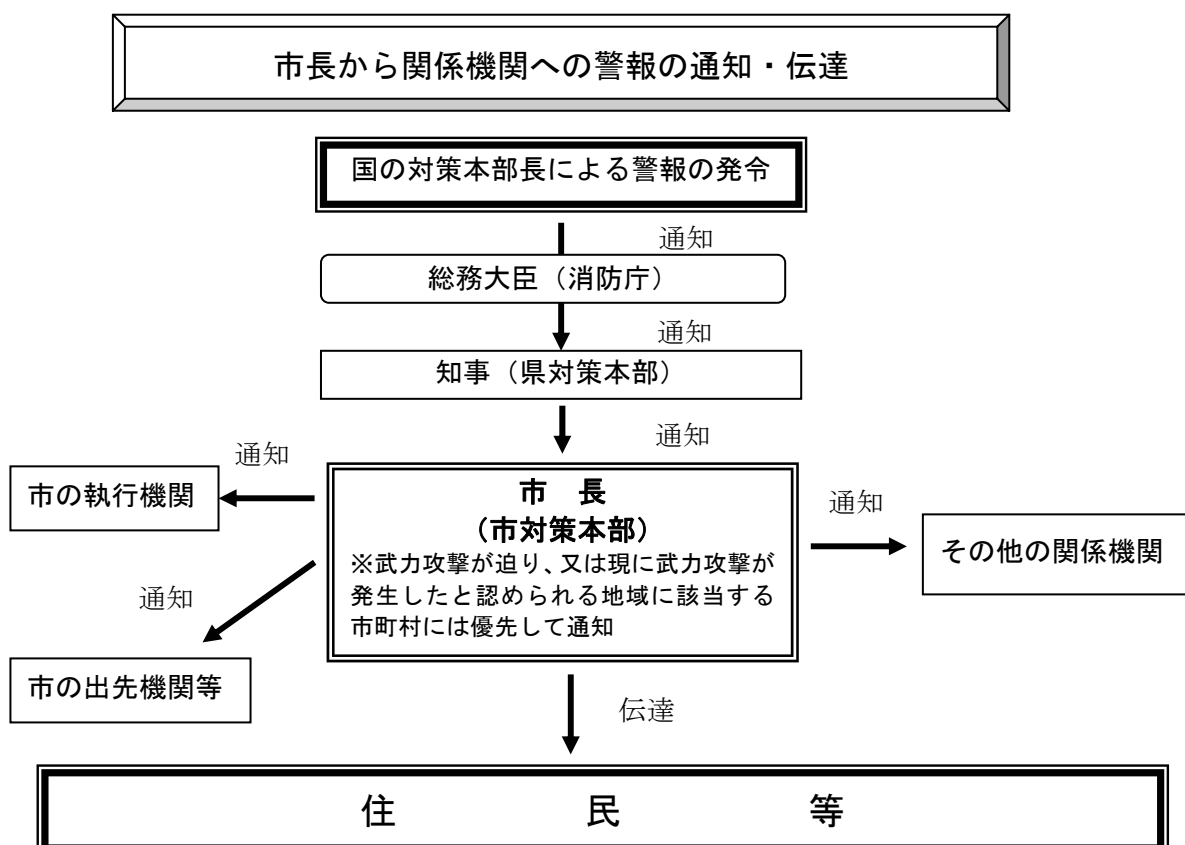 市長から関係機関への警報の通知・伝達
国の対策本部長による警報の発令
通知
総務大臣（消防庁）
通知
知事（県対策本部）
通知
通知
市の執行機関
市　長
（市対策本部）
※武力攻撃が迫り、又は現に武力攻撃が
発生したと認められる地域に該当する
市町村には優先して通知
通知
その他の関係機関
通知
市の出先機関等
伝達
住　民　等